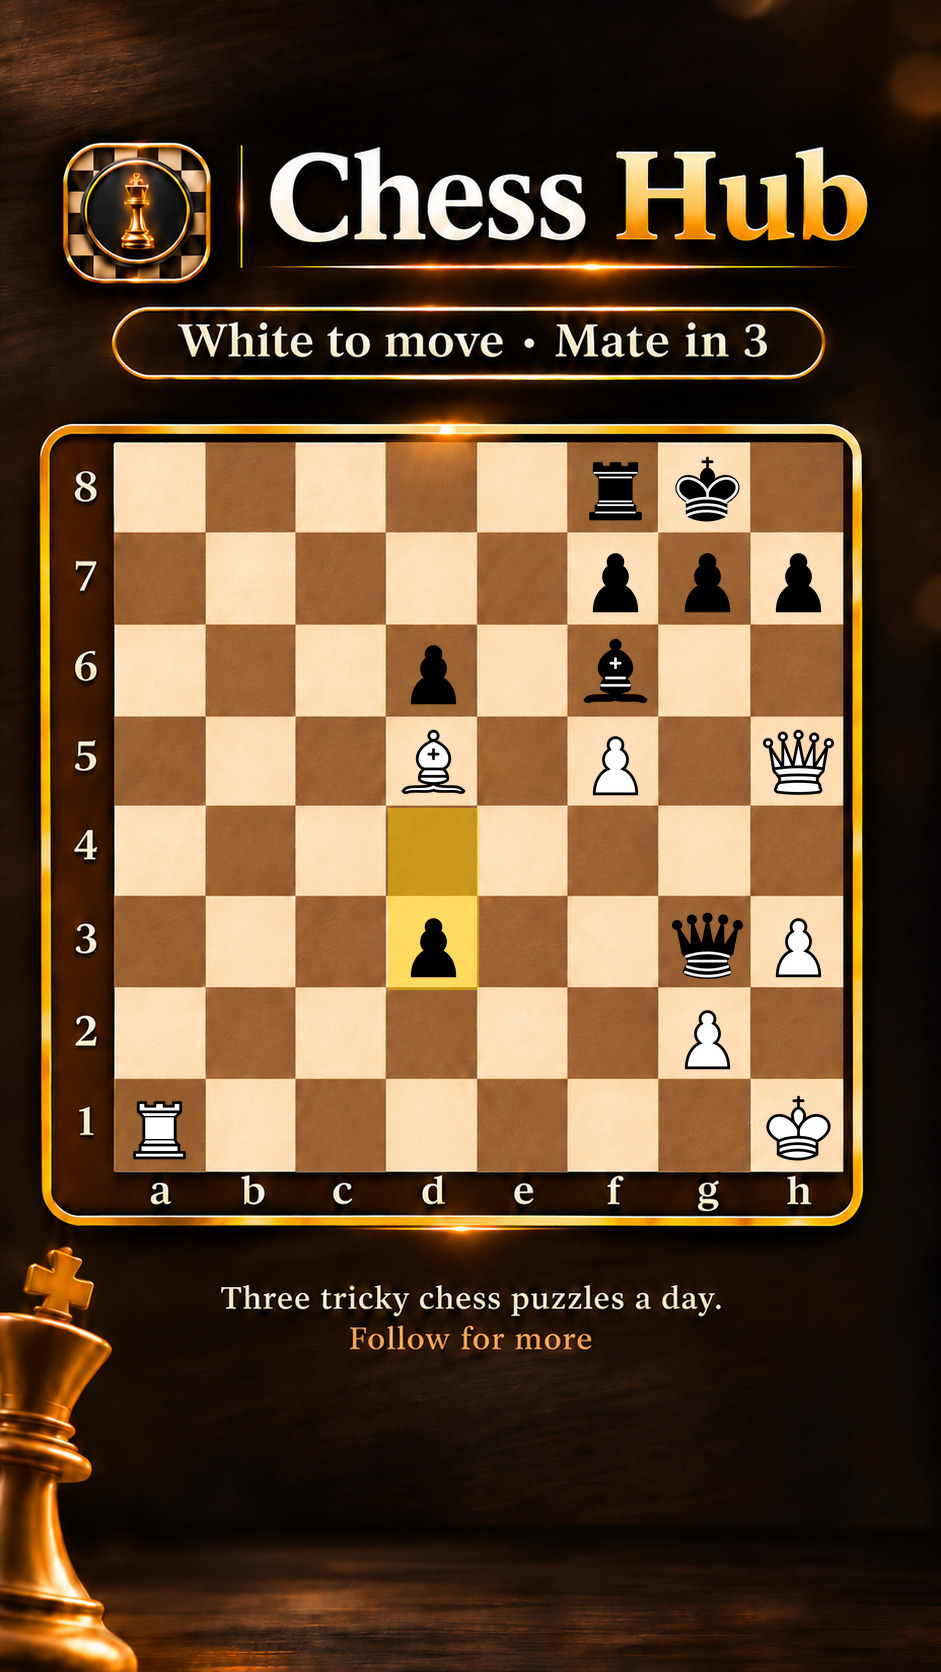 Chess Hub
White to move • Mate in 3
8
7
6
5
4
3
2
1
a b c d e f g h
Three tricky chess puzzles a day.
Follow for more